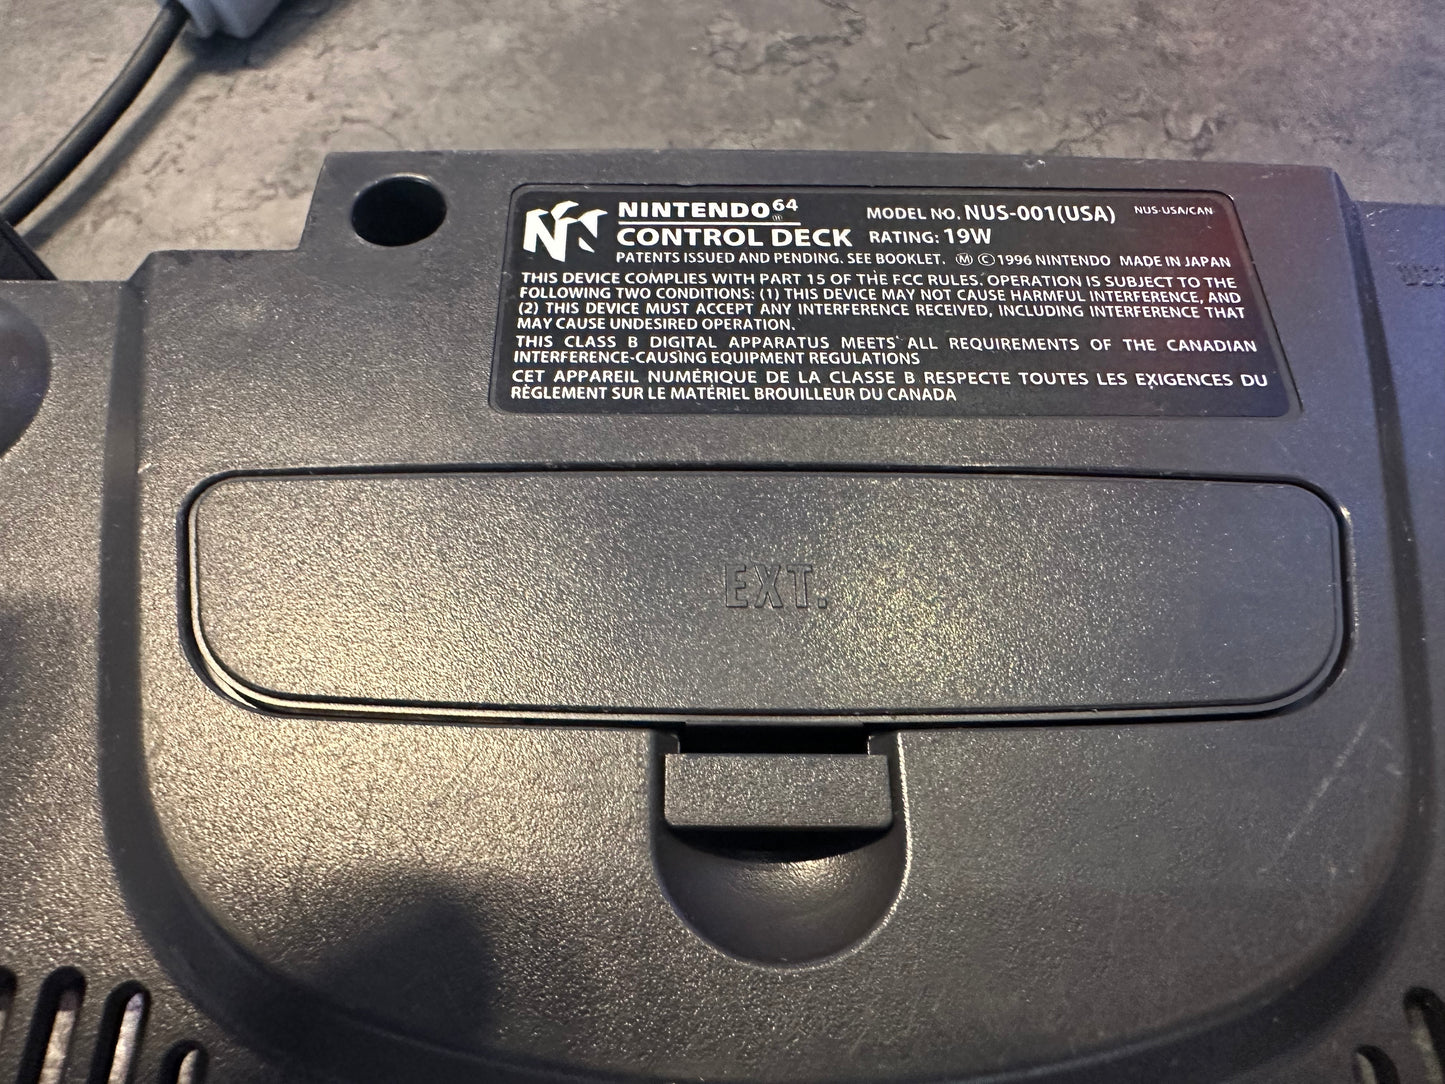 NINTENDO64
CONTROL DECK
MODEL NO. NUS-001(USA) NUS-USA/CAN
RATING: 19W
PATENTS ISSUED AND PENDING. SEE BOOKLET. Ⓜ ©1996 NINTENDO MADE IN JAPAN
THIS DEVICE COMPLIES WITH PART 15 OF THE FCC RULES. OPERATION IS SUBJECT TO THE
FOLLOWING TWO CONDITIONS: (1) THIS DEVICE MAY NOT CAUSE HARMFUL INTERFERENCE, AND
(2) THIS DEVICE MUST ACCEPT ANY INTERFERENCE RECEIVED, INCLUDING INTERFERENCE THAT
MAY CAUSE UNDESIRED OPERATION.
THIS CLASS B DIGITAL APPARATUS MEETS ALL REQUIREMENTS OF THE CANADIAN
INTERFERENCE-CAUSING EQUIPMENT REGULATIONS
CET APPAREIL NUMÉRIQUE DE LA CLASSE B RESPECTE TOUTES LES EXIGENCES DU
RÈGLEMENT SUR LE MATÉRIEL BROUILLEUR DU CANADA
EXT.